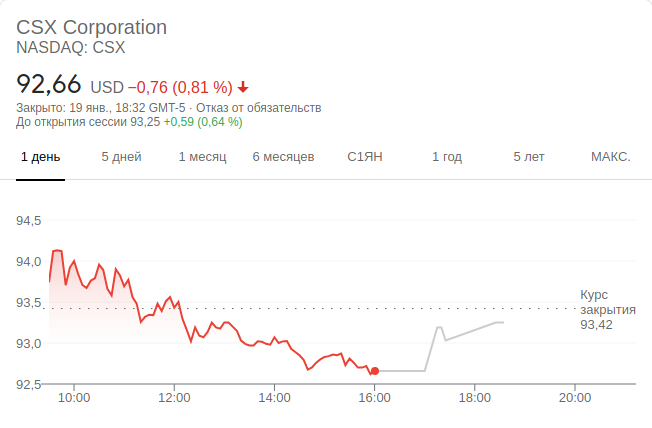 CSX Corporation
NASDAQ: CSX
92,66 USD −0,76 (0,81 %)
Закрыто: 19 янв., 18:32 GMT-5 · Отказ от обязательств
До открытия сессии 93,25 +0,59 (0,64 %)
1 день 5 дней 1 месяц 6 месяцев С1ЯН 1 год 5 лет МАКС.
94,5
94,0
93,5
93,0
92,5
Курс
закрытия
93,42
10:00 12:00 14:00 16:00 18:00 20:00